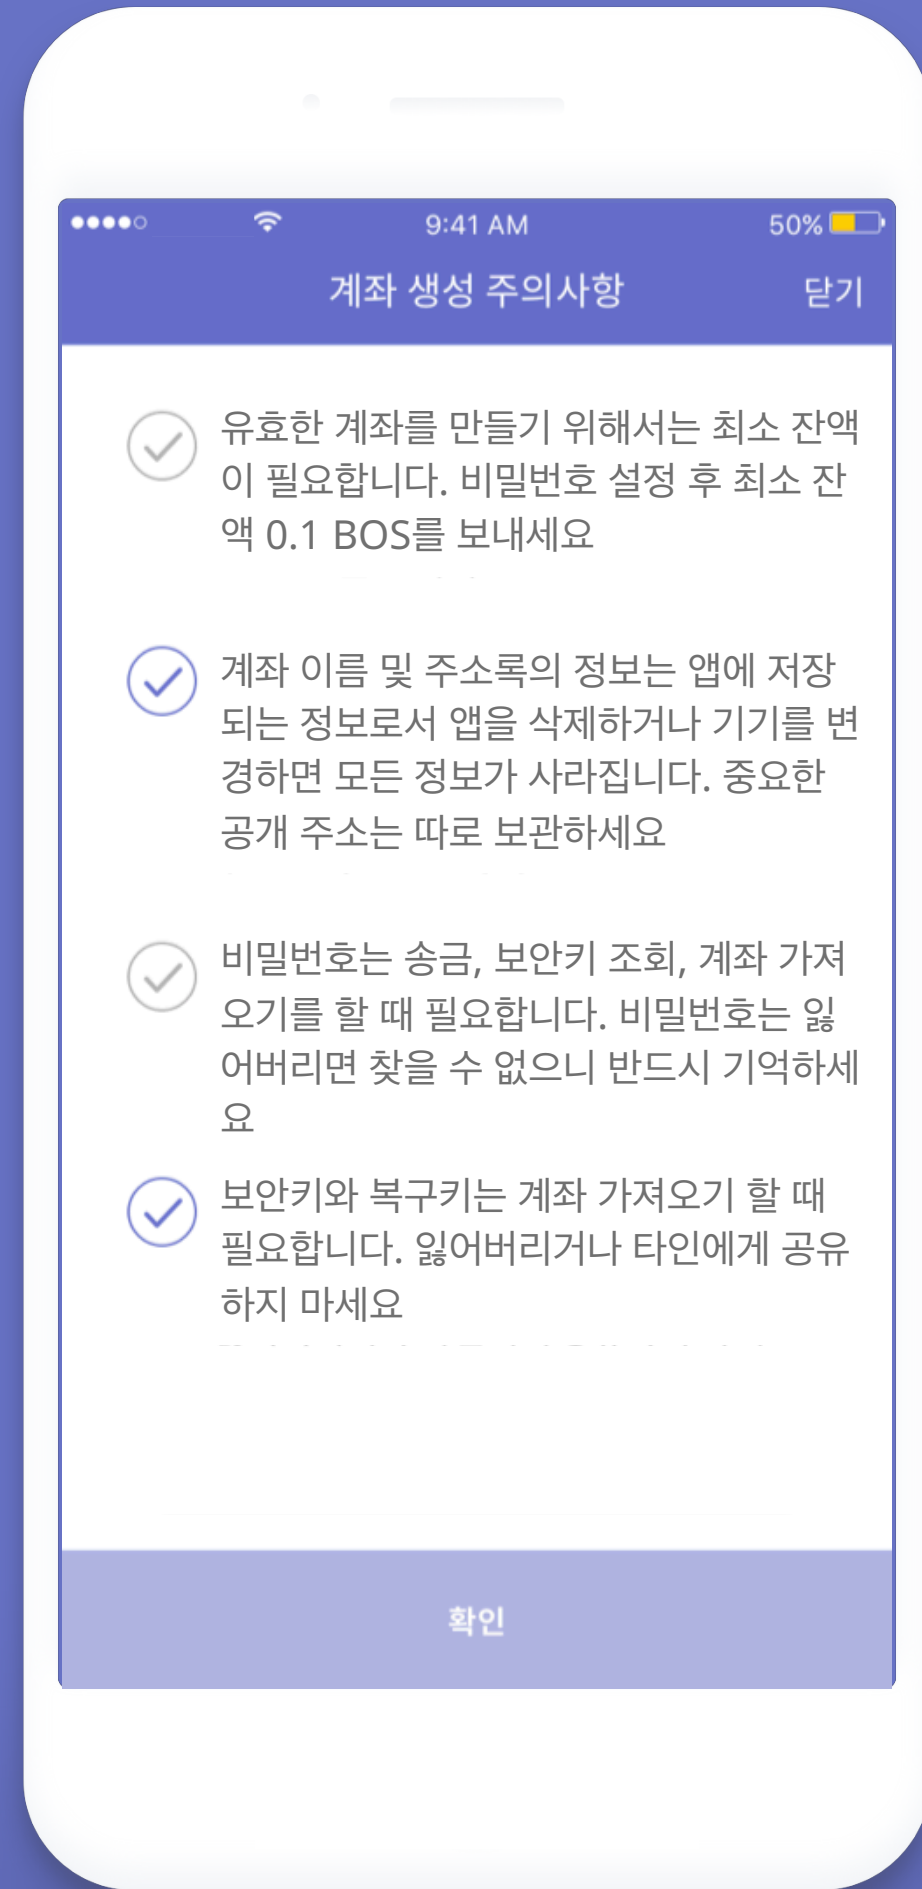 9:41 AM 50%
계좌 생성 주의사항 닫기
유효한 계좌를 만들기 위해서는 최소 잔액
이 필요합니다. 비밀번호 설정 후 최소 잔
액 0.1 BOS를 보내세요
계좌 이름 및 주소록의 정보는 앱에 저장
되는 정보로서 앱을 삭제하거나 기기를 변
경하면 모든 정보가 사라집니다. 중요한
공개 주소는 따로 보관하세요
비밀번호는 송금, 보안키 조회, 계좌 가져
오기를 할 때 필요합니다. 비밀번호는 잃
어버리면 찾을 수 없으니 반드시 기억하세
요
보안키와 복구키는 계좌 가져오기 할 때
필요합니다. 잃어버리거나 타인에게 공유
하지 마세요
확인